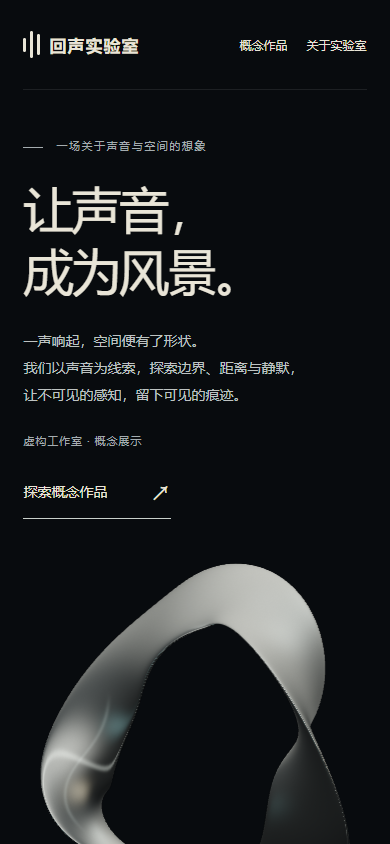 回声实验室
概念作品
关于实验室
一场关于声音与空间的想象
让声音，
成为风景。
一声响起，空间便有了形状。
我们以声音为线索，探索边界、距离与静默，
让不可见的感知，留下可见的痕迹。
虚构工作室 · 概念展示
探索概念作品